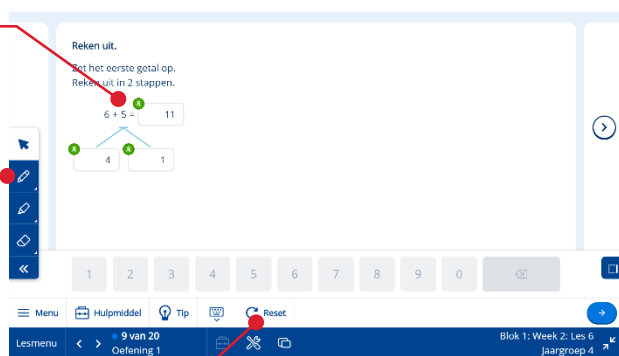 Reken uit.
Zet het eerste getal op.
Reken uit in 2 stappen.
6 + 5 = 11
4 1
1 2 3 4 5 6 7 8 9 0
Menu Hulpmiddel Tip Reset
Lesmenu 9 van 20 Blok 1: Week 2: Les 6
Oefening 1 Jaargroep 4